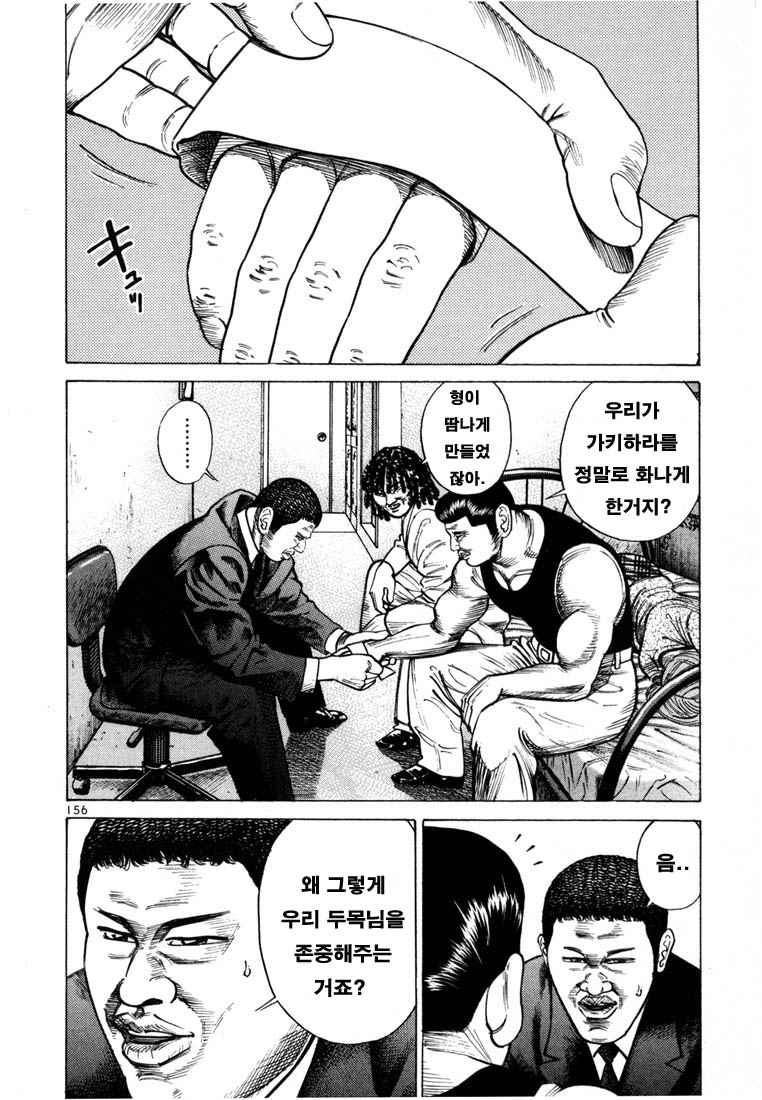 キュッ
우리가
가키하라를
정말로 화나게
한거지?
형이
땀나게
만들었
잖아.
………
156
음..
왜 그렇게
우리 두목님을
존중해주는
거죠?